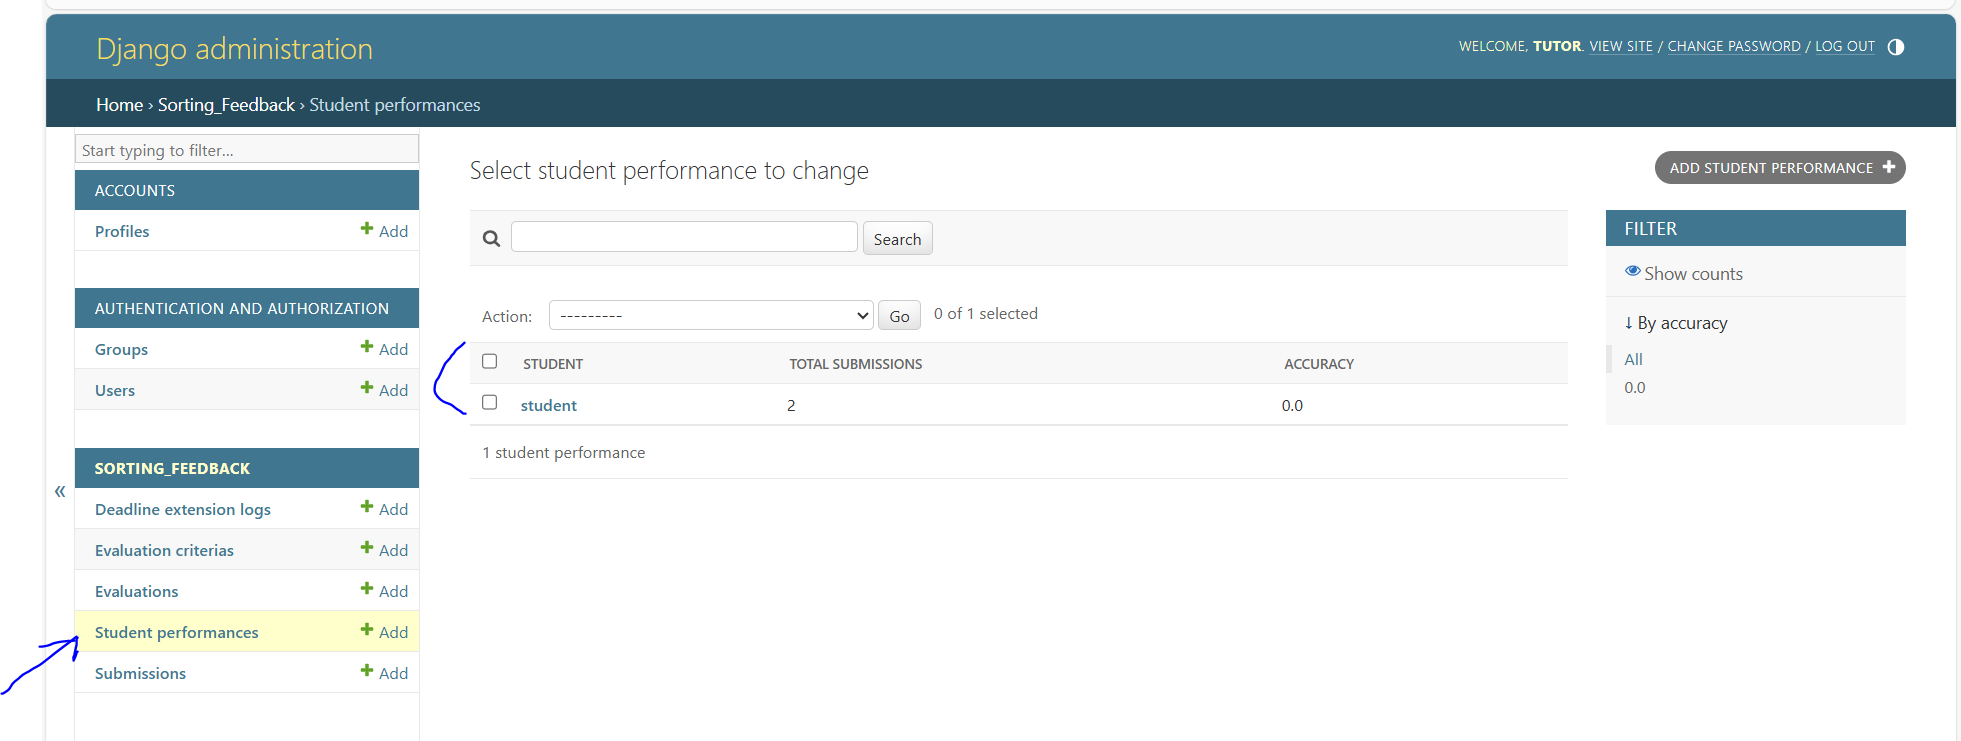 Django administration
WELCOME, TUTOR. VIEW SITE / CHANGE PASSWORD / LOG OUT
Home › Sorting_Feedback › Student performances
Start typing to filter...
ACCOUNTS
Profiles + Add
AUTHENTICATION AND AUTHORIZATION
Groups + Add
Users + Add
SORTING_FEEDBACK
«
Deadline extension logs + Add
Evaluation criterias + Add
Evaluations + Add
Student performances + Add
Submissions + Add
Select student performance to change
ADD STUDENT PERFORMANCE +
Search
Action: --------- Go 0 of 1 selected
STUDENT TOTAL SUBMISSIONS ACCURACY
student 2 0.0
1 student performance
FILTER
Show counts
↓ By accuracy
All
0.0